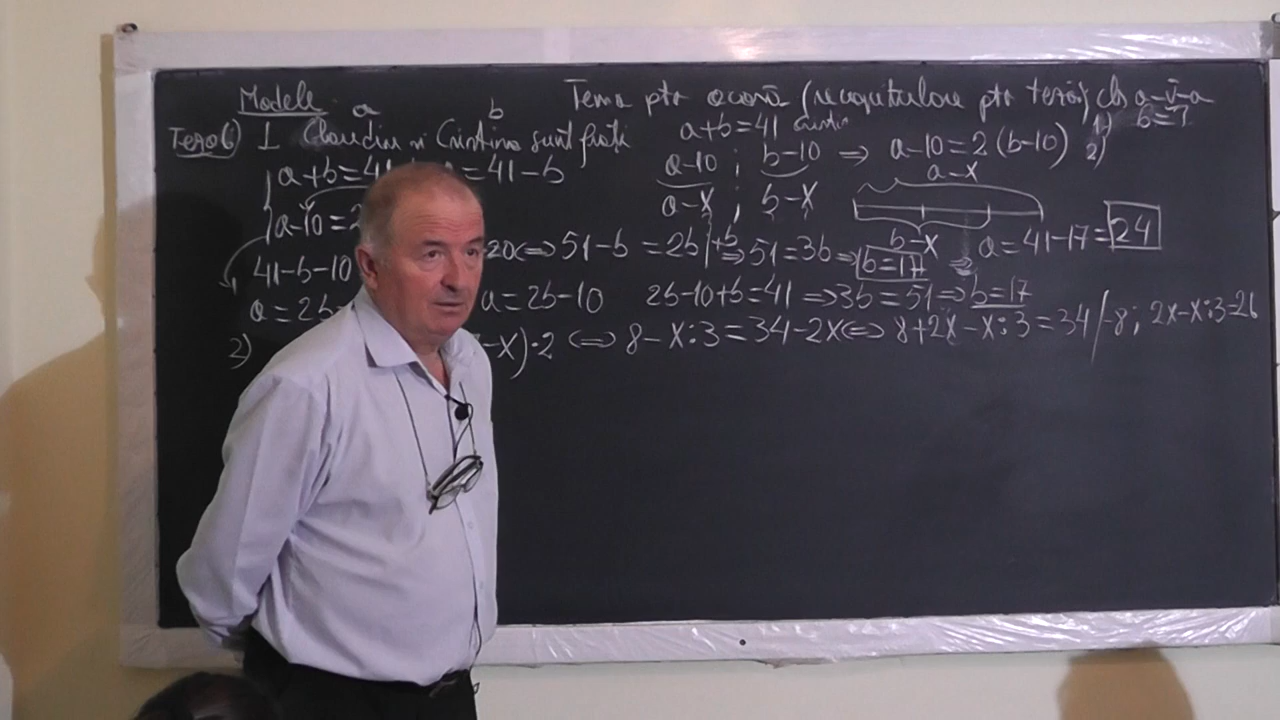 Modele Tema pta acasă (recapitulare pta teză) cls a-V-a
a b
Teza 6) I Claudiu și Cristina sunt frați a+b=41 1) b=7
a+b=41 =41-b a-10 ; b-10 ⇒ a-10=2(b-10) 2)
a-10=2 a-x ; b-x a-x
b-x
41-b-10 20⇔51-b=2b/+b ⇒51=3b⇒ b=17 ⇒ a=41-17=24
a=2b- a=2b-10 2b-10+b=41⇒3b=51⇒b=17
2) -x)·2 ⇔ 8-x:3=34-2x⇔ 8+2x-x:3=34/-8; 2x-x:3=26